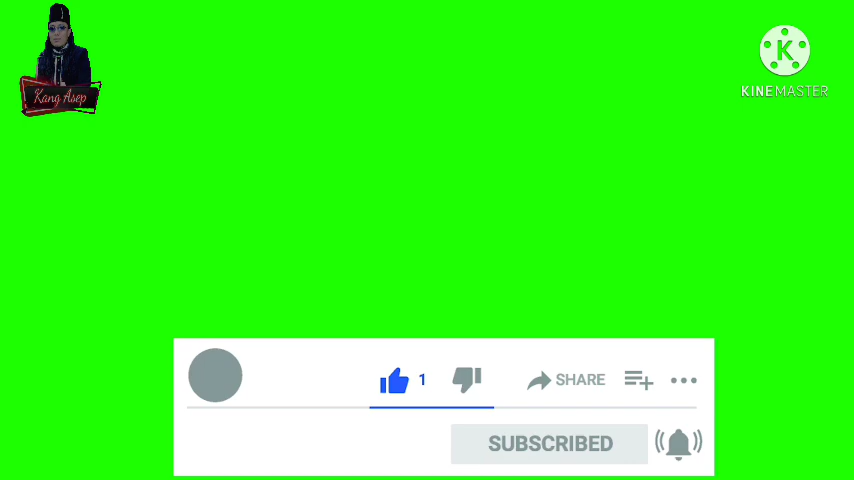 Kang Asep
K
KINEMASTER
1
SHARE
SUBSCRIBED